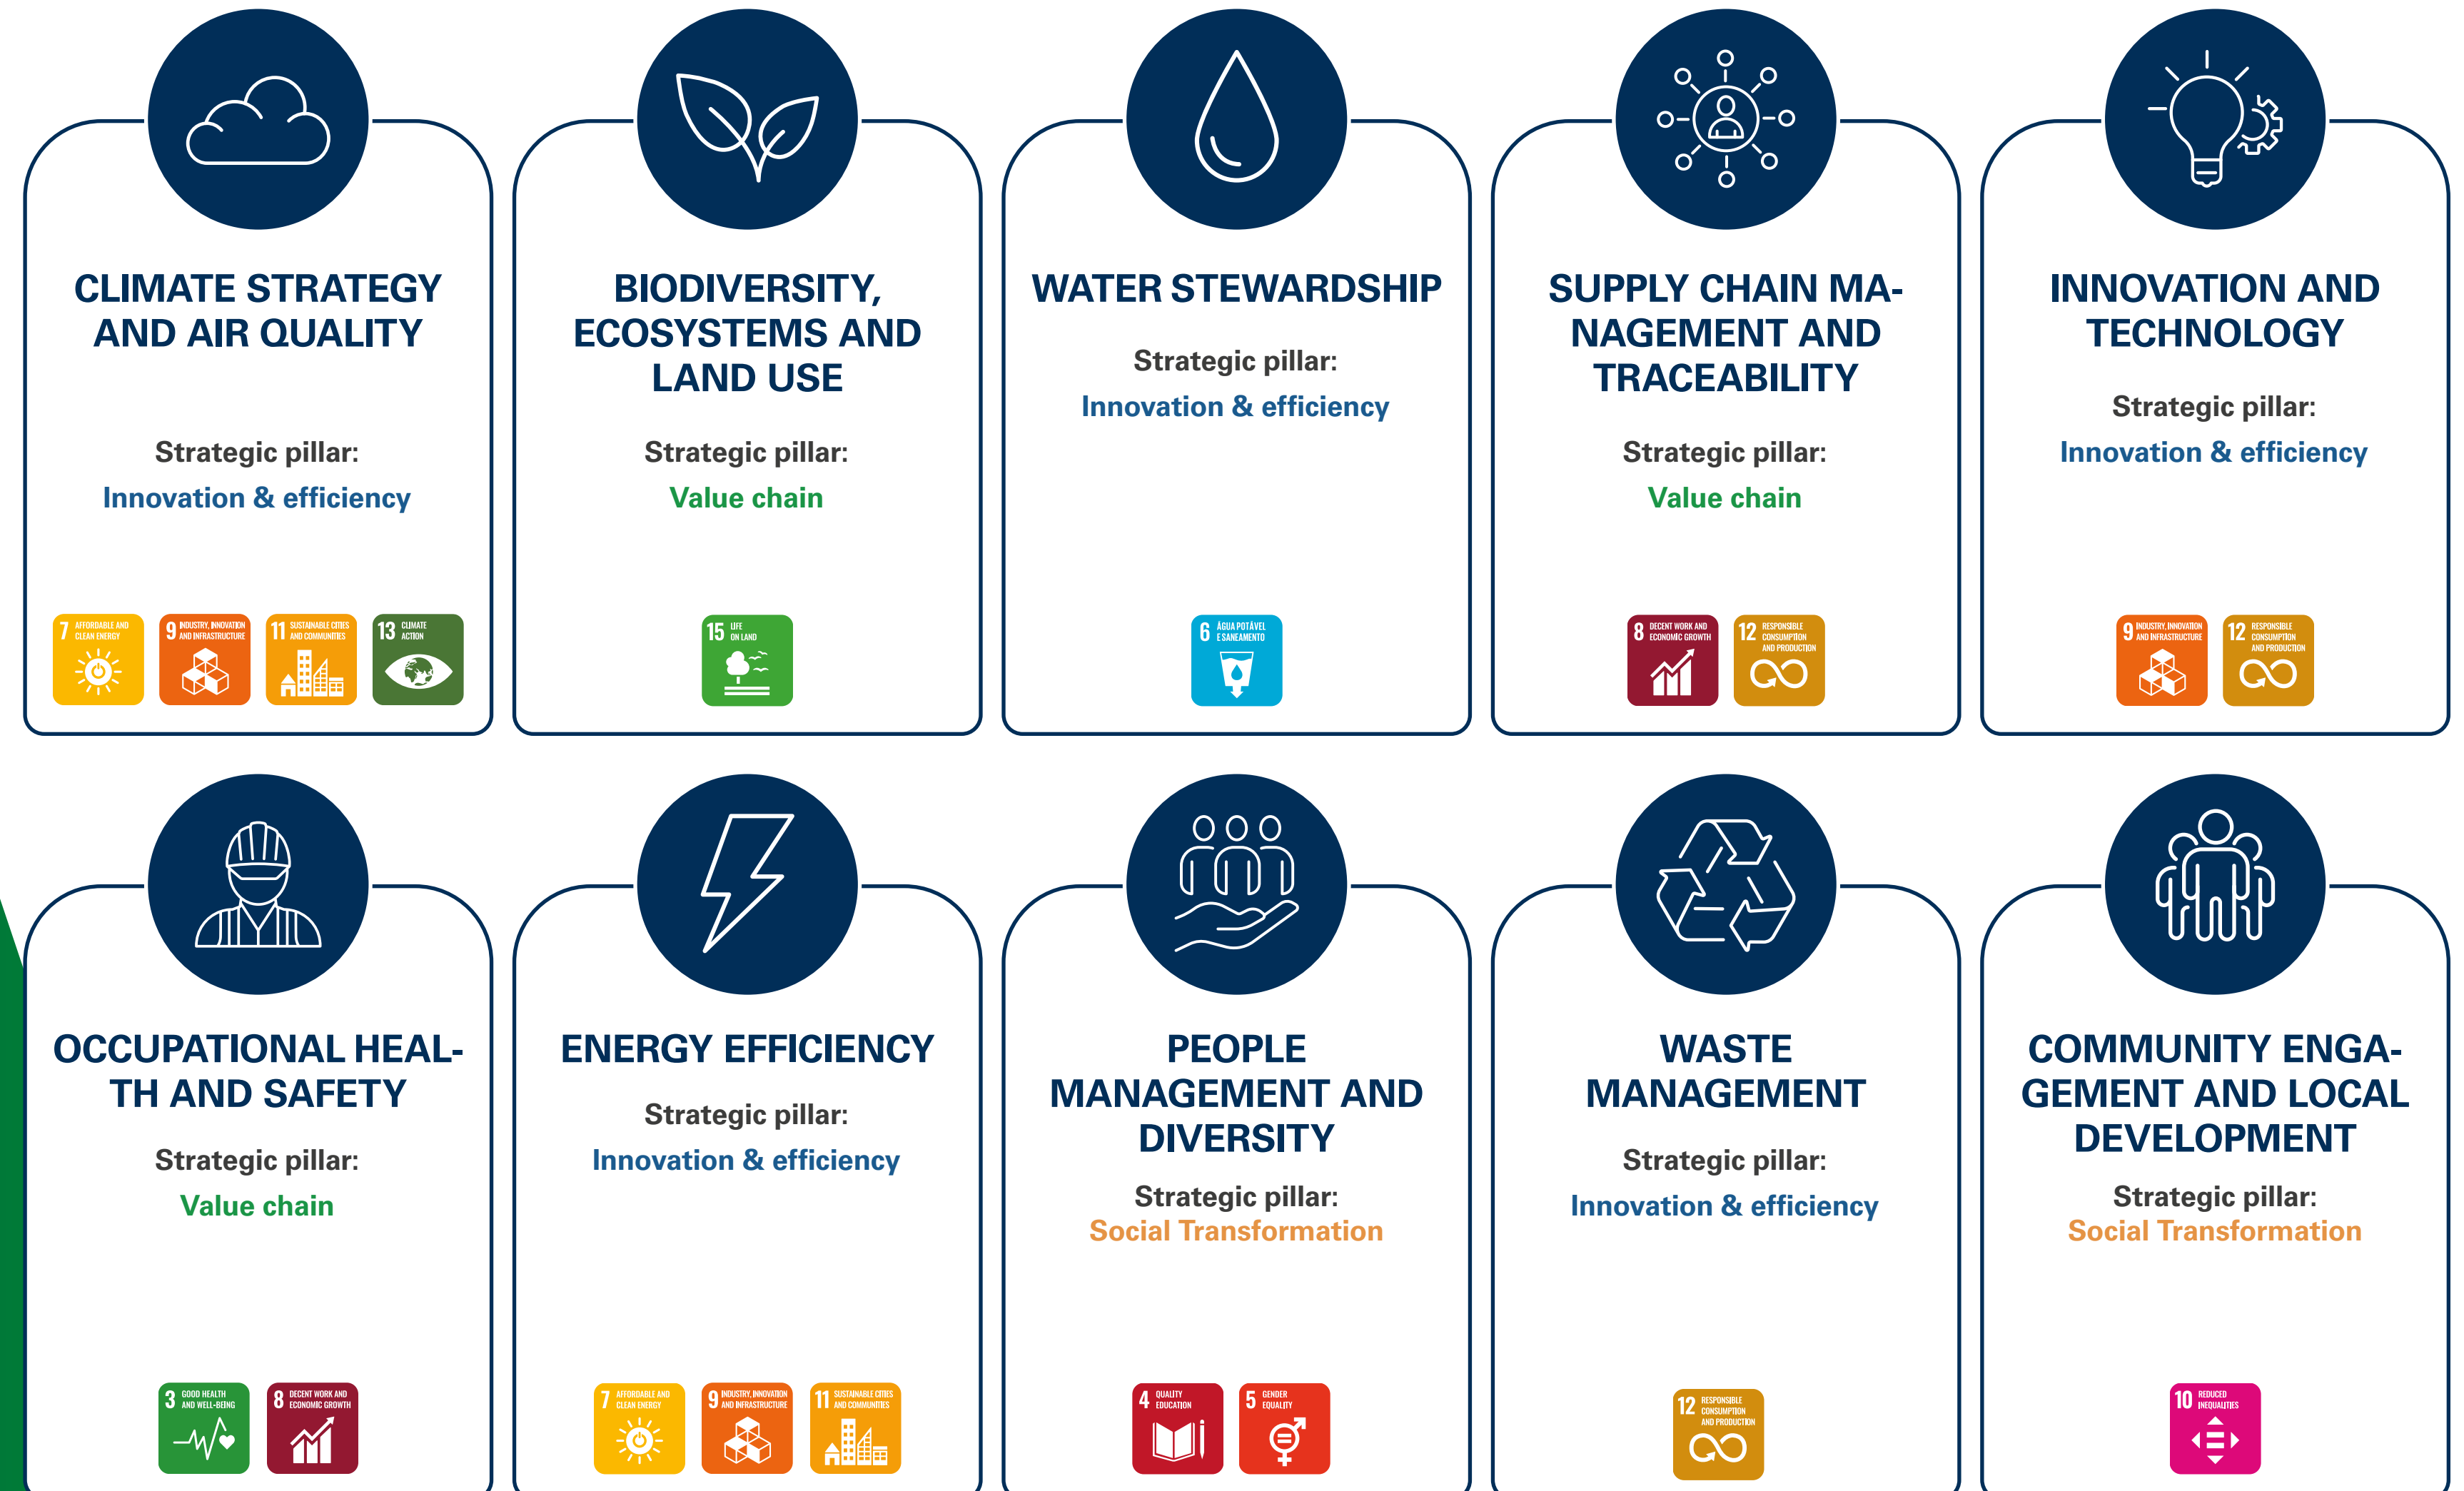 CLIMATE STRATEGY
AND AIR QUALITY
Strategic pillar:
Innovation & efficiency
7 AFFORDABLE AND
CLEAN ENERGY
9 INDUSTRY, INNOVATION
AND INFRASTRUCTURE
11 SUSTAINABLE CITIES
AND COMMUNITIES
13 CLIMATE
ACTION
BIODIVERSITY,
ECOSYSTEMS AND
LAND USE
Strategic pillar:
Value chain
15 LIFE
ON LAND
WATER STEWARDSHIP
Strategic pillar:
Innovation & efficiency
6 ÁGUA POTÁVEL
E SANEAMENTO
SUPPLY CHAIN MA-
NAGEMENT AND
TRACEABILITY
Strategic pillar:
Value chain
8 DECENT WORK AND
ECONOMIC GROWTH
12 RESPONSIBLE
CONSUMPTION
AND PRODUCTION
INNOVATION AND
TECHNOLOGY
Strategic pillar:
Innovation & efficiency
9 INDUSTRY, INNOVATION
AND INFRASTRUCTURE
12 RESPONSIBLE
CONSUMPTION
AND PRODUCTION
OCCUPATIONAL HEAL-
TH AND SAFETY
Strategic pillar:
Value chain
3 GOOD HEALTH
AND WELL-BEING
8 DECENT WORK AND
ECONOMIC GROWTH
ENERGY EFFICIENCY
Strategic pillar:
Innovation & efficiency
7 AFFORDABLE AND
CLEAN ENERGY
9 INDUSTRY, INNOVATION
AND INFRASTRUCTURE
11 SUSTAINABLE CITIES
AND COMMUNITIES
PEOPLE
MANAGEMENT AND
DIVERSITY
Strategic pillar:
Social Transformation
4 QUALITY
EDUCATION
5 GENDER
EQUALITY
WASTE
MANAGEMENT
Strategic pillar:
Innovation & efficiency
12 RESPONSIBLE
CONSUMPTION
AND PRODUCTION
COMMUNITY ENGA-
GEMENT AND LOCAL
DEVELOPMENT
Strategic pillar:
Social Transformation
10 REDUCED
INEQUALITIES